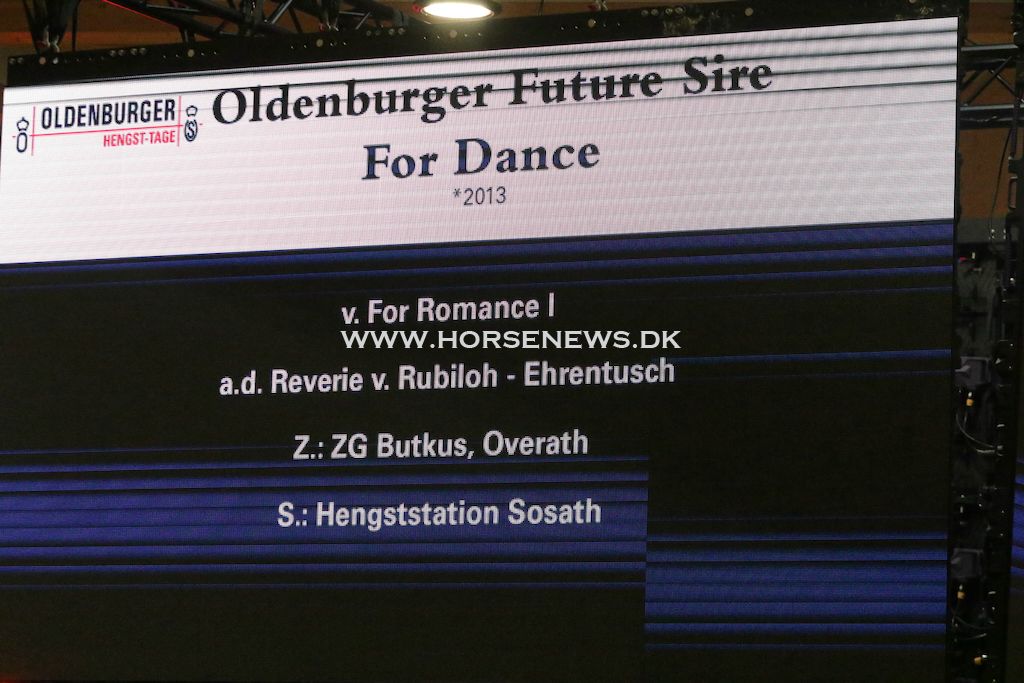 OLDENBURGER
HENGST-TAGE
Oldenburger Future Sire
For Dance
*2013
v. For Romance I
WWW.HORSENEWS.DK
a.d. Reverie v. Rubiloh - Ehrentusch
Z.: ZG Butkus, Overath
S.: Hengststation Sosath